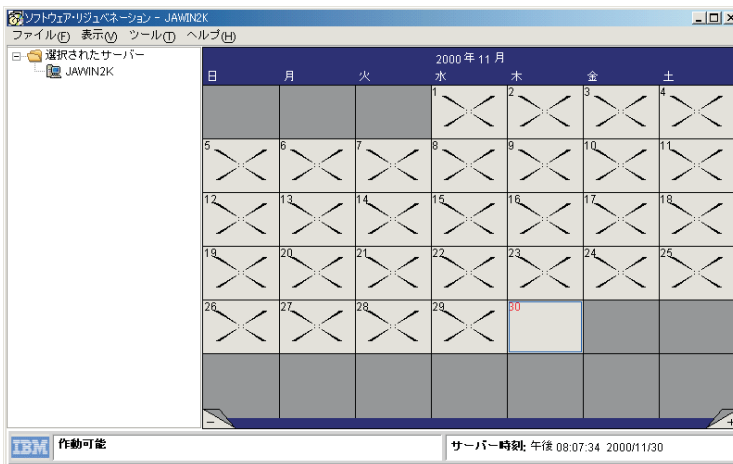 ソフトウェア・リジュベネーション - JAWIN2K
ファイル(F) 表示(V) ツール(T) ヘルプ(H)
選択されたサーバー
JAWIN2K
2000 年 11 月
日 月 火 水 木 金 土
1 2 3 4
5 6 7 8 9 10 11
12 13 14 15 16 17 18
19 20 21 22 23 24 25
26 27 28 29 30
- +
IBM 作動可能 サーバー時刻: 午後 08:07:34 2000/11/30